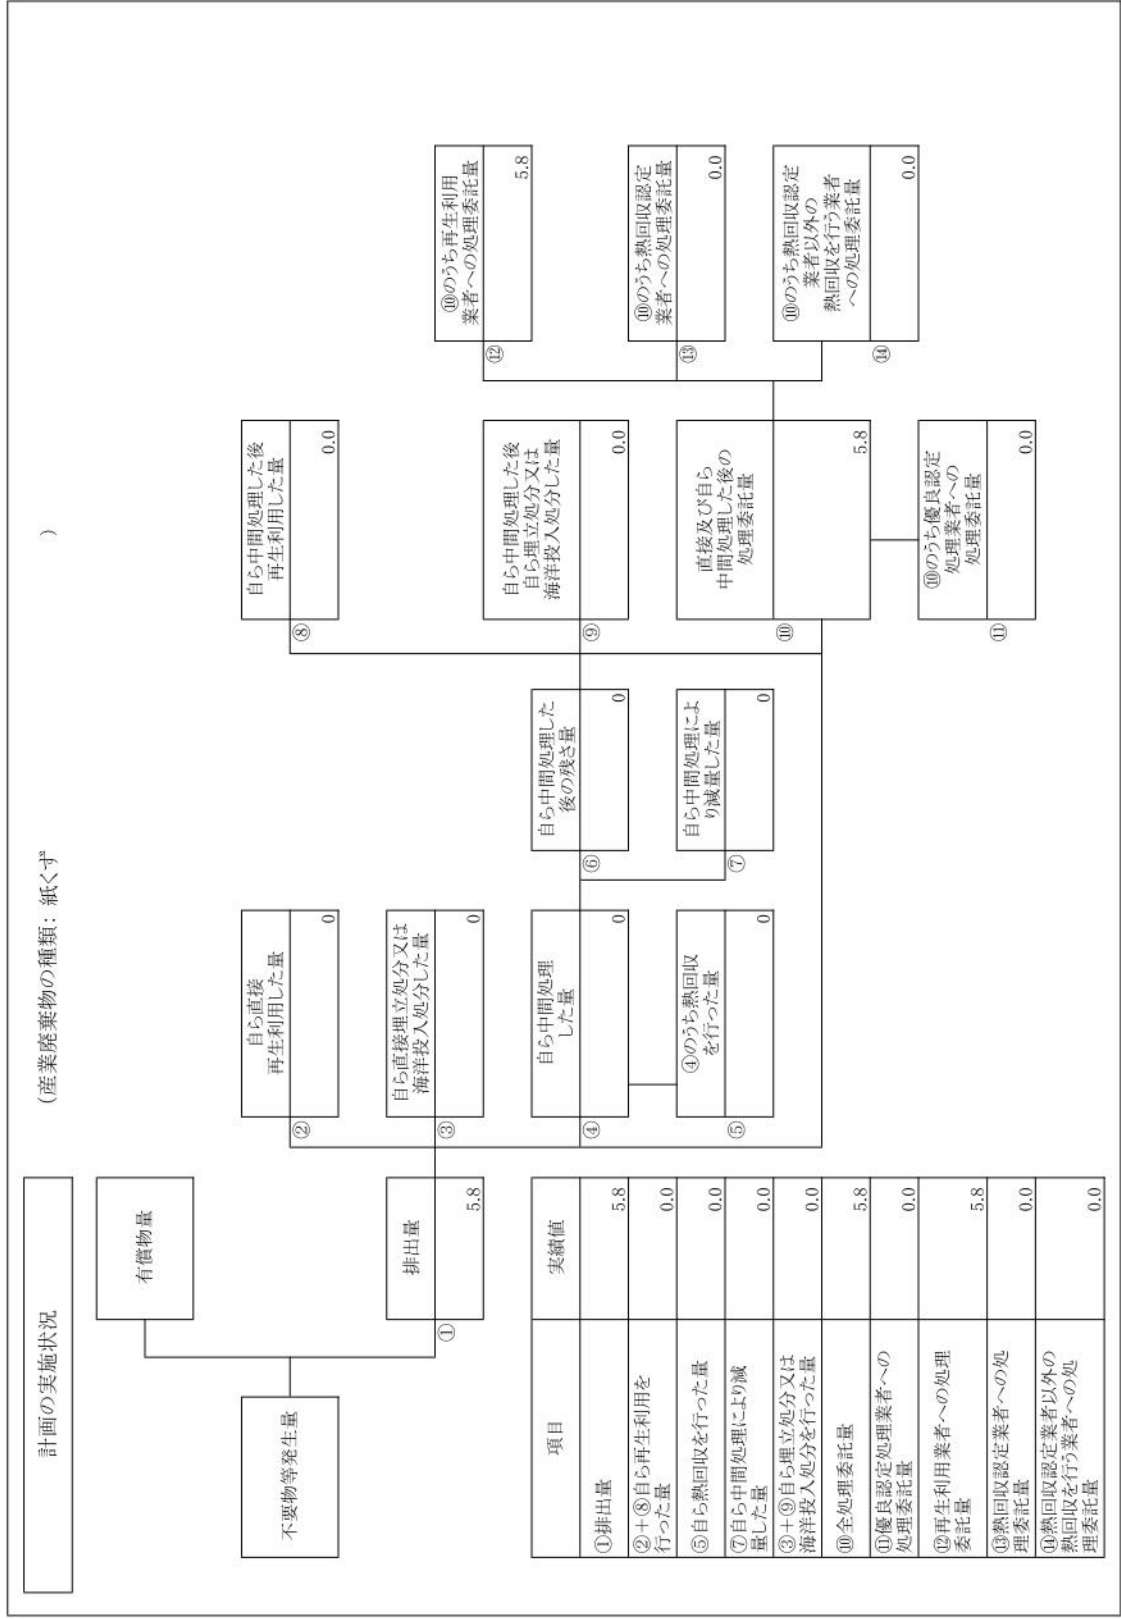 計画の実施状況
(産業廃棄物の種類: 紙くず
)
不要物等発生量
有償物量
①
排出量
5.8
②
自ら直接
再生利用した量
0
③
自ら直接埋立処分又は
海洋投入処分した量
0
④
自ら中間処理
した量
0
⑤
④のうち熱回収
を行った量
0
⑥
自ら中間処理した
後の残さ量
0
⑦
自ら中間処理によ
り減量した量
0
⑧
自ら中間処理した後
再生利用した量
0.0
⑨
自ら中間処理した後
自ら埋立処分又は
海洋投入処分した量
0.0
⑩
直接及び自ら
中間処理した後の
処理委託量
5.8
⑪
⑩のうち優良認定
処理業者への
処理委託量
0.0
⑫
⑩のうち再生利用
業者への処理委託量
5.8
⑬
⑩のうち熱回収認定
業者への処理委託量
0.0
⑭
⑩のうち熱回収認定
業者以外の
熱回収を行う業者
への処理委託量
0.0
項目 実績値
①排出量 5.8
②+⑧自ら再生利用を
行った量 0.0
⑤自ら熱回収を行った量 0.0
⑦自ら中間処理により減
量した量 0.0
③+⑨自ら埋立処分又は
海洋投入処分を行った量 0.0
⑩全処理委託量 5.8
⑪優良認定処理業者への
処理委託量 0.0
⑫再生利用業者への処理
委託量 5.8
⑬熱回収認定業者への処
理委託量 0.0
⑭熱回収認定業者以外の
熱回収を行う業者への処
理委託量 0.0